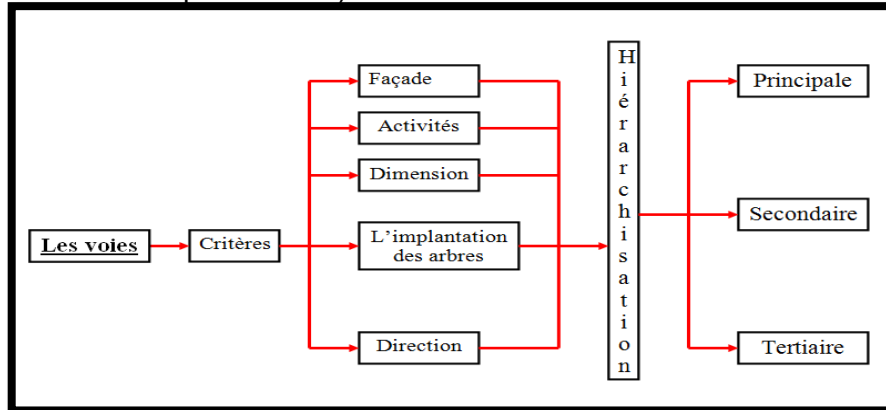 Façade
Activités
Dimension
L'implantation
des arbres
Direction
Les voies
Critères
Hiérarchisation
Principale
Secondaire
Tertiaire